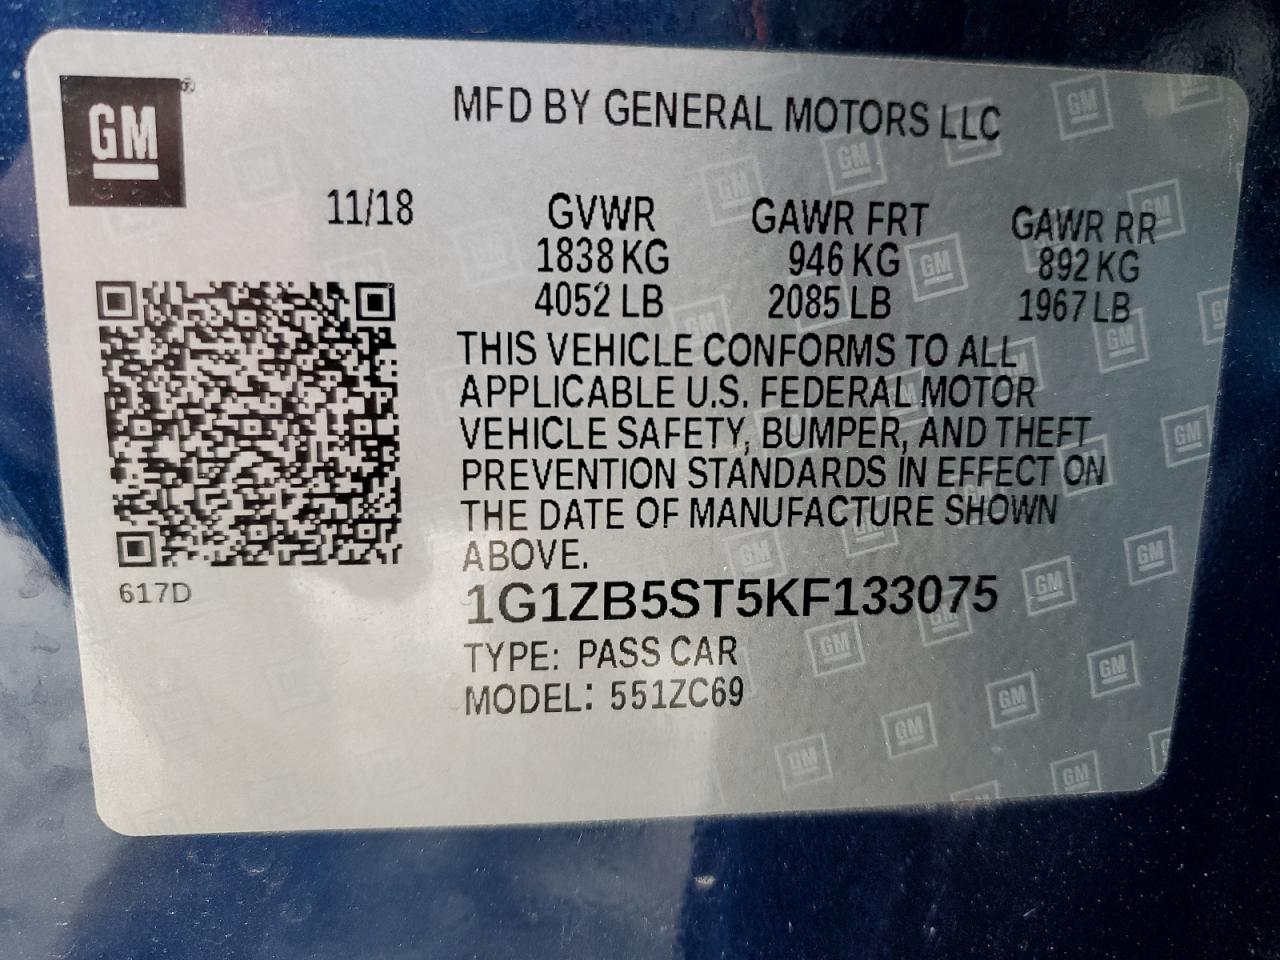 GM
MFD BY GENERAL MOTORS LLC
11/18 GVWR GAWR FRT GAWR RR
1838 KG 946 KG 892 KG
4052 LB 2085 LB 1967 LB
THIS VEHICLE CONFORMS TO ALL
APPLICABLE U.S. FEDERAL MOTOR
VEHICLE SAFETY, BUMPER, AND THEFT
PREVENTION STANDARDS IN EFFECT ON
THE DATE OF MANUFACTURE SHOWN
ABOVE.
617D
1G1ZB5ST5KF133075
TYPE: PASS CAR
MODEL: 551ZC69